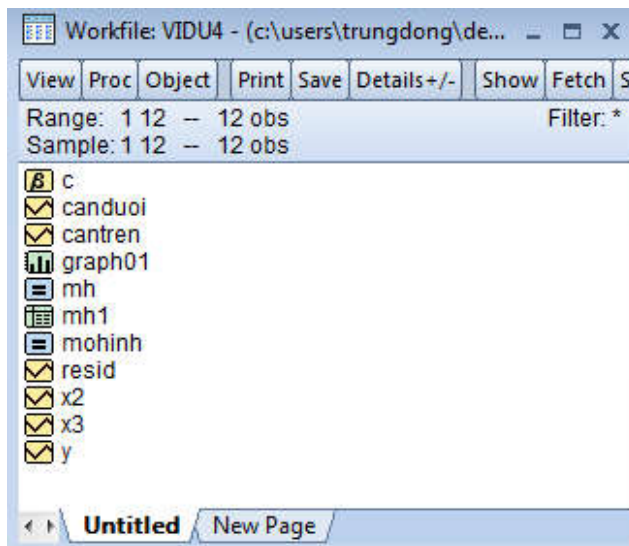 Workfile: VIDU4 - (c:\users\trungdong\de...
View Proc Object Print Save Details+/- Show Fetch S
Range: 1 12 -- 12 obs Filter: *
Sample: 1 12 -- 12 obs
β c
canduoi
cantren
graph01
mh
mh1
mohinh
resid
x2
x3
y
Untitled New Page